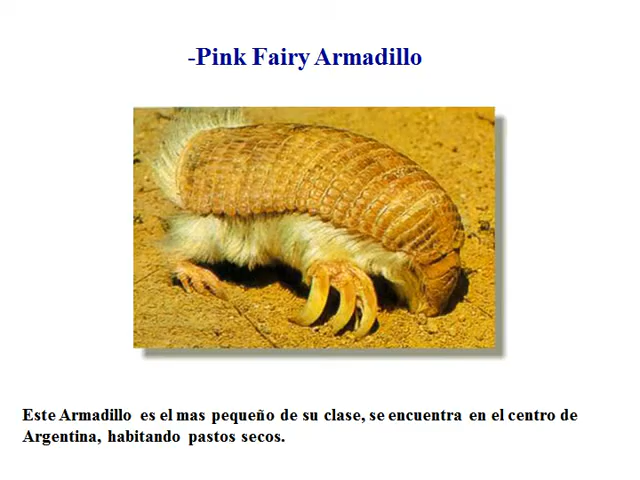 -Pink Fairy Armadillo
Este Armadillo es el mas pequeño de su clase, se encuentra en el centro de
Argentina, habitando pastos secos.